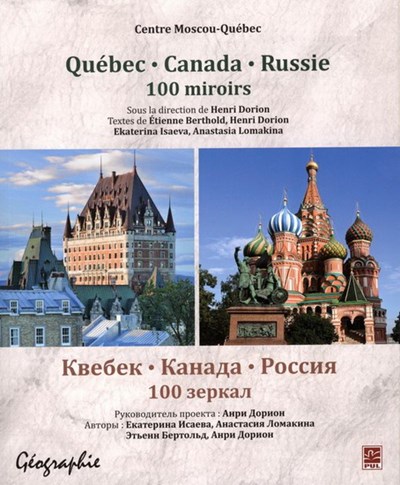 Centre Moscou-Québec
Québec • Canada • Russie
100 miroirs
Sous la direction de Henri Dorion
Textes de Étienne Berthold, Henri Dorion
Ekaterina Isaeva, Anastasia Lomakina
Квебек • Канада • Россия
100 зеркал
Руководитель проекта : Анри Дорион
Авторы : Екатерина Исаева, Анастасия Ломакина
Этьенн Бертольд, Анри Дорион
Géographie
PUL